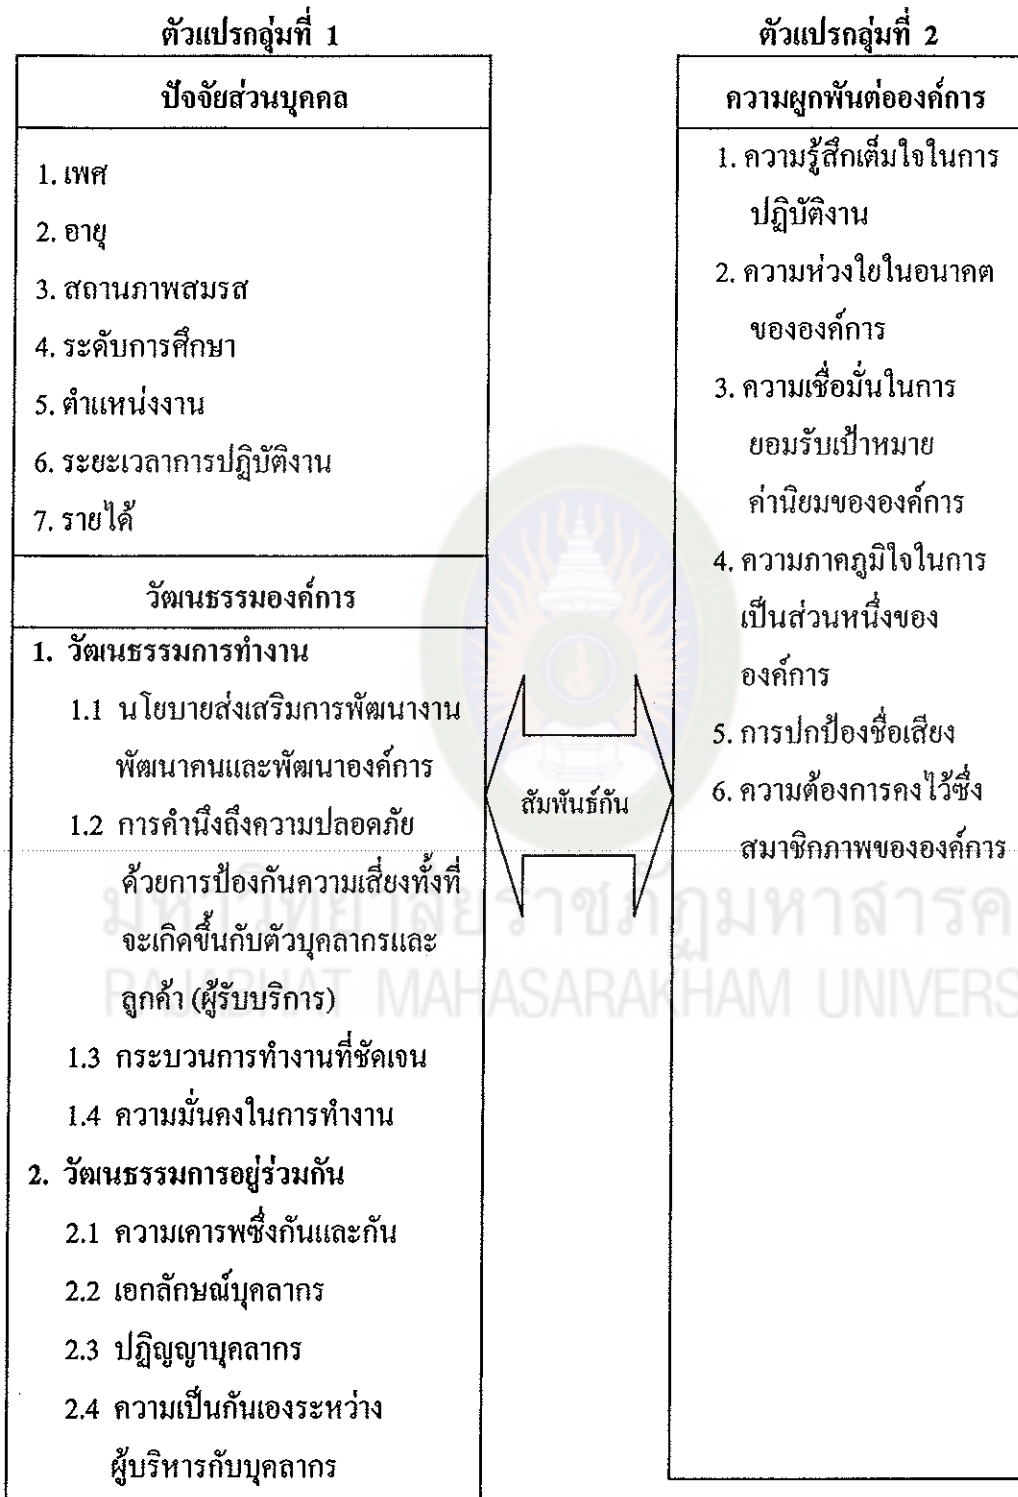 ตัวแปรกลุ่มที่ 1
ปัจจัยส่วนบุคคล
1. เพศ
2. อายุ
3. สถานภาพสมรส
4. ระดับการศึกษา
5. ตำแหน่งงาน
6. ระยะเวลาการปฏิบัติงาน
7. รายได้
วัฒนธรรมองค์การ
1. วัฒนธรรมการทำงาน
1.1 นโยบายส่งเสริมการพัฒนางาน
พัฒนาคนและพัฒนาองค์การ
1.2 การคำนึงถึงความปลอดภัย
ด้วยการป้องกันความเสี่ยงทั้งที่
จะเกิดขึ้นกับตัวบุคลากรและ
ลูกค้า (ผู้รับบริการ)
1.3 กระบวนการทำงานที่ชัดเจน
1.4 ความมั่นคงในการทำงาน
2. วัฒนธรรมการอยู่ร่วมกัน
2.1 ความเคารพซึ่งกันและกัน
2.2 เอกลักษณ์บุคลากร
2.3 ปฏิญญาบุคลากร
2.4 ความเป็นกันเองระหว่าง
ผู้บริหารกับบุคลากร
สัมพันธ์กัน
ตัวแปรกลุ่มที่ 2
ความผูกพันต่อองค์การ
1. ความรู้สึกเต็มใจในการ
ปฏิบัติงาน
2. ความห่วงใยในอนาคต
ขององค์การ
3. ความเชื่อมั่นในการ
ยอมรับเป้าหมาย
ค่านิยมขององค์การ
4. ความภาคภูมิใจในการ
เป็นส่วนหนึ่งของ
องค์การ
5. การปกป้องชื่อเสียง
6. ความต้องการคงไว้ซึ่ง
สมาชิกภาพขององค์การ
มหาวิทยาลัยราชภัฏมหาสารค
RAJABHAT MAHASARAKHAM UNIVERS